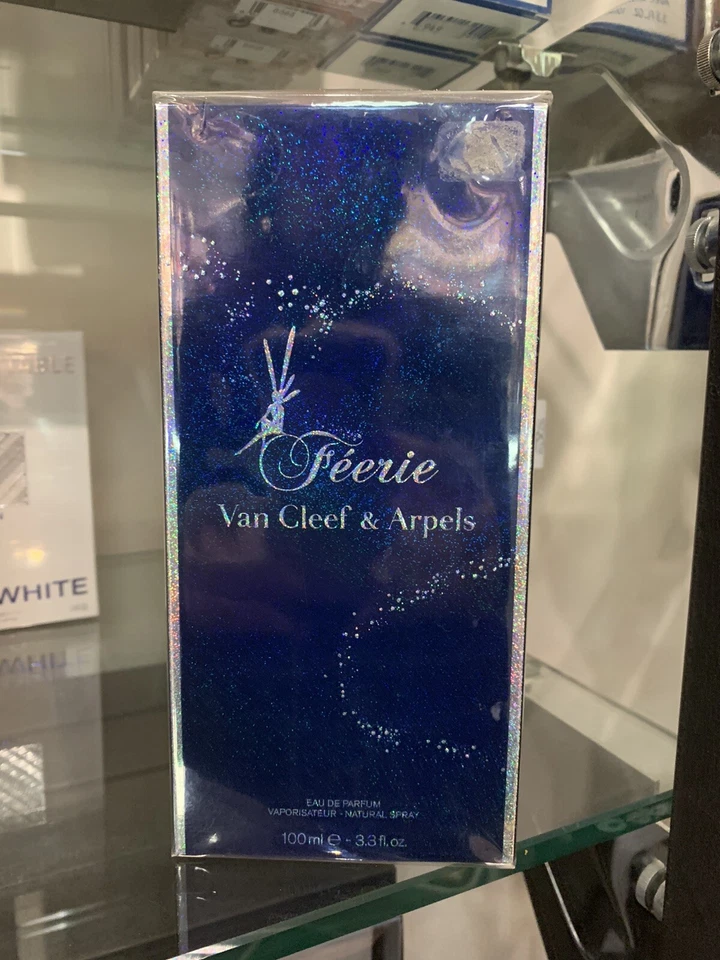 Féerie
Van Cleef & Arpels
EAU DE PARFUM
VAPORISATEUR - NATURAL SPRAY
100 ml ℮ - 3.3 fl. oz.
WHITE